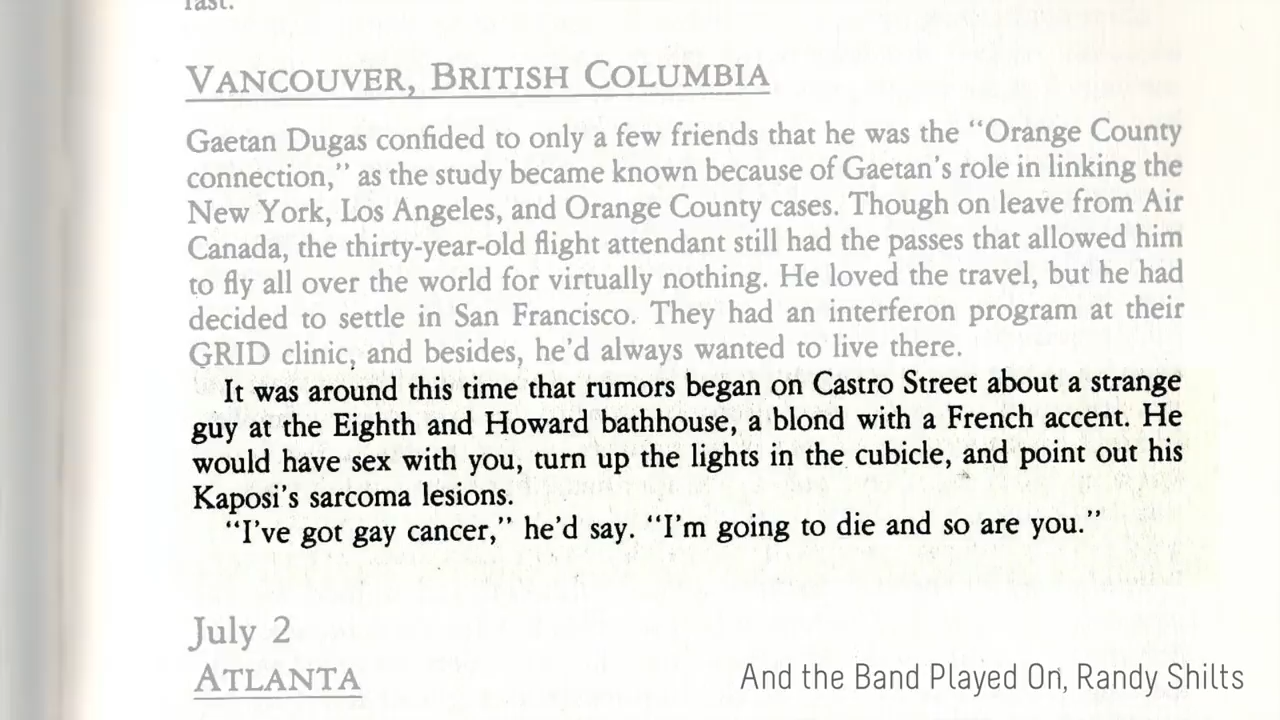 last.
VANCOUVER, BRITISH COLUMBIA
Gaetan Dugas confided to only a few friends that he was the “Orange County
connection,” as the study became known because of Gaetan’s role in linking the
New York, Los Angeles, and Orange County cases. Though on leave from Air
Canada, the thirty-year-old flight attendant still had the passes that allowed him
to fly all over the world for virtually nothing. He loved the travel, but he had
decided to settle in San Francisco. They had an interferon program at their
GRID clinic, and besides, he’d always wanted to live there.
It was around this time that rumors began on Castro Street about a strange
guy at the Eighth and Howard bathhouse, a blond with a French accent. He
would have sex with you, turn up the lights in the cubicle, and point out his
Kaposi’s sarcoma lesions.
“I’ve got gay cancer,” he’d say. “I’m going to die and so are you.”
July 2
ATLANTA
And the Band Played On, Randy Shilts